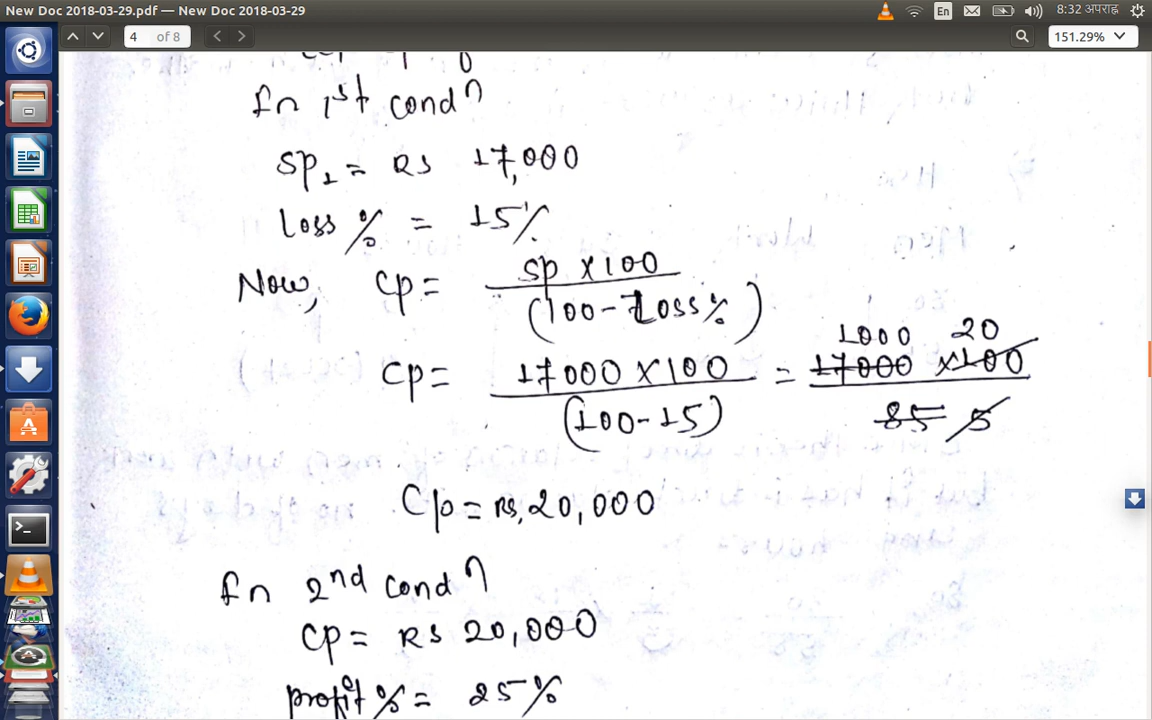 New Doc 2018-03-29.pdf — New Doc 2018-03-29
En
8:32 अपराह्न
4 of 8
151.29%
In 1st condⁿ
SP₁ = RS 17,000
Loss % = 15%
Now, CP = SP × 100 / (100 - Loss%)
1000 20
CP = 17000 × 100 / (100 - 15) = 17000 × 100 / 85 5
CP = Rs, 20,000
In 2nd condⁿ
CP = RS 20,000
profit % = 25%